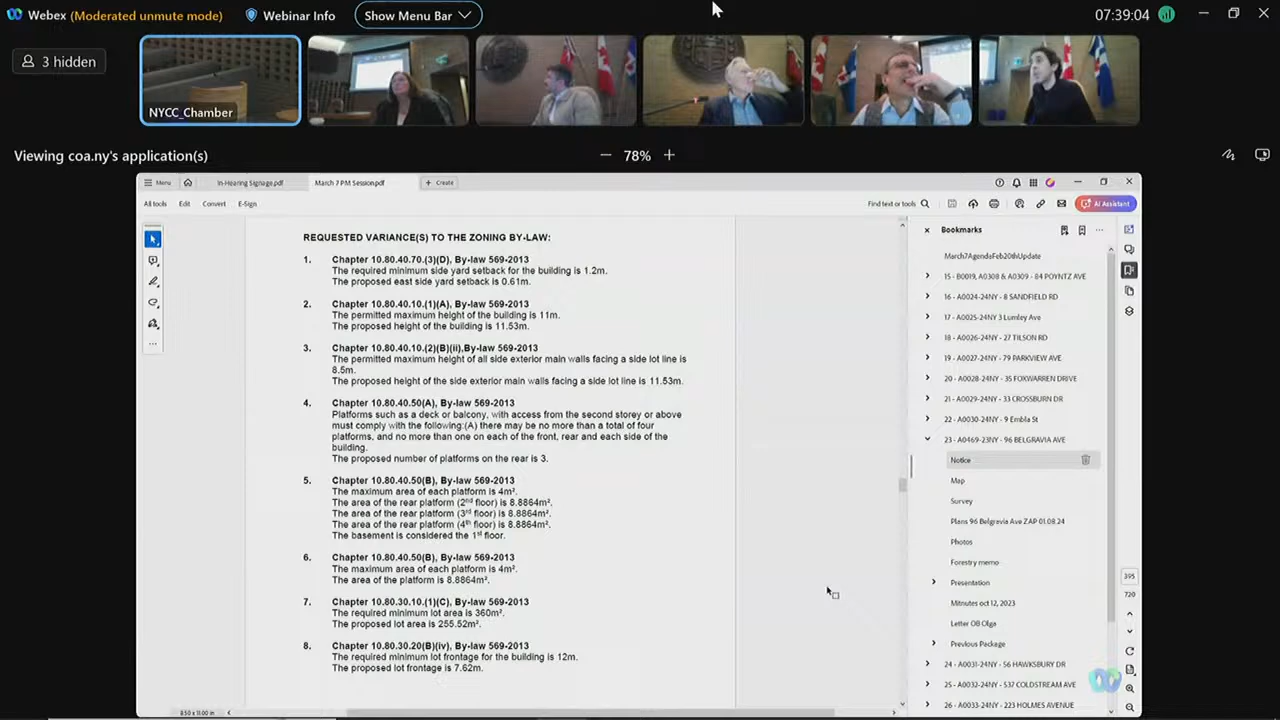 Webex (Moderated unmute mode) Webinar Info Show Menu Bar 07:39:04
3 hidden
NYCC_Chamber
Viewing coa.ny's application(s)
— 78% +
Menu In-Hearing Signage.pdf March 7 PM Session.pdf + Create
All tools Edit Convert E-Sign Find text or tools AI Assistant
REQUESTED VARIANCE(S) TO THE ZONING BY-LAW:
1. Chapter 10.80.40.70.(3)(D), By-law 569-2013
The required minimum side yard setback for the building is 1.2m.
The proposed east side yard setback is 0.61m.
2. Chapter 10.80.40.10.(1)(A), By-law 569-2013
The permitted maximum height of the building is 11m.
The proposed height of the building is 11.53m.
3. Chapter 10.80.40.10.(2)(B)(ii),By-law 569-2013
The permitted maximum height of all side exterior main walls facing a side lot line is
8.5m.
The proposed height of the side exterior main walls facing a side lot line is 11.53m.
4. Chapter 10.80.40.50(A), By-law 569-2013
Platforms such as a deck or balcony, with access from the second storey or above
must comply with the following:(A) there may be no more than a total of four
platforms, and no more than one on each of the front, rear and each side of the
building.
The proposed number of platforms on the rear is 3.
5. Chapter 10.80.40.50(B), By-law 569-2013
The maximum area of each platform is 4m².
The area of the rear platform (2nd floor) is 8.8864m².
The area of the rear platform (3rd floor) is 8.8864m².
The area of the rear platform (4th floor) is 8.8864m².
The basement is considered the 1st floor.
6. Chapter 10.80.40.50(B), By-law 569-2013
The maximum area of each platform is 4m².
The area of the platform is 8.8864m².
7. Chapter 10.80.30.10.(1)(C), By-law 569-2013
The required minimum lot area is 360m².
The proposed lot area is 255.52m².
8. Chapter 10.80.30.20(B)(iv), By-law 569-2013
The required minimum lot frontage for the building is 12m.
The proposed lot frontage is 7.62m.
8.50 x 11.00 in
Bookmarks
March7AgendaFeb20thUpdate
15 - B0019, A0308 & A0309 - 84 POYNTZ AVE
16 - A0024-24NY - 8 SANDFIELD RD
17 - A0025-24NY 3 Lumley Ave
18 - A0026-24NY - 27 TILSON RD
19 - A0027-24NY - 79 PARKVIEW AVE
20 - A0028-24NY - 35 FOXWARREN DRIVE
21 - A0029-24NY - 33 CROSSBURN DR
22 - A0030-24NY - 9 Embla St
23 - A0469-23NY - 96 BELGRAVIA AVE
Notice
Map
Survey
Plans 96 Belgravia Ave ZAP 01.08.24
Photos
Forestry memo
Presentation
Mitnutes oct 12, 2023
Letter OB Olga
Previous Package
24 - A0031-24NY - 56 HAWKSBURY DR
25 - A0032-24NY - 537 COLDSTREAM AVE
26 - A0033-24NY - 223 HOLMES AVENUE
395
720